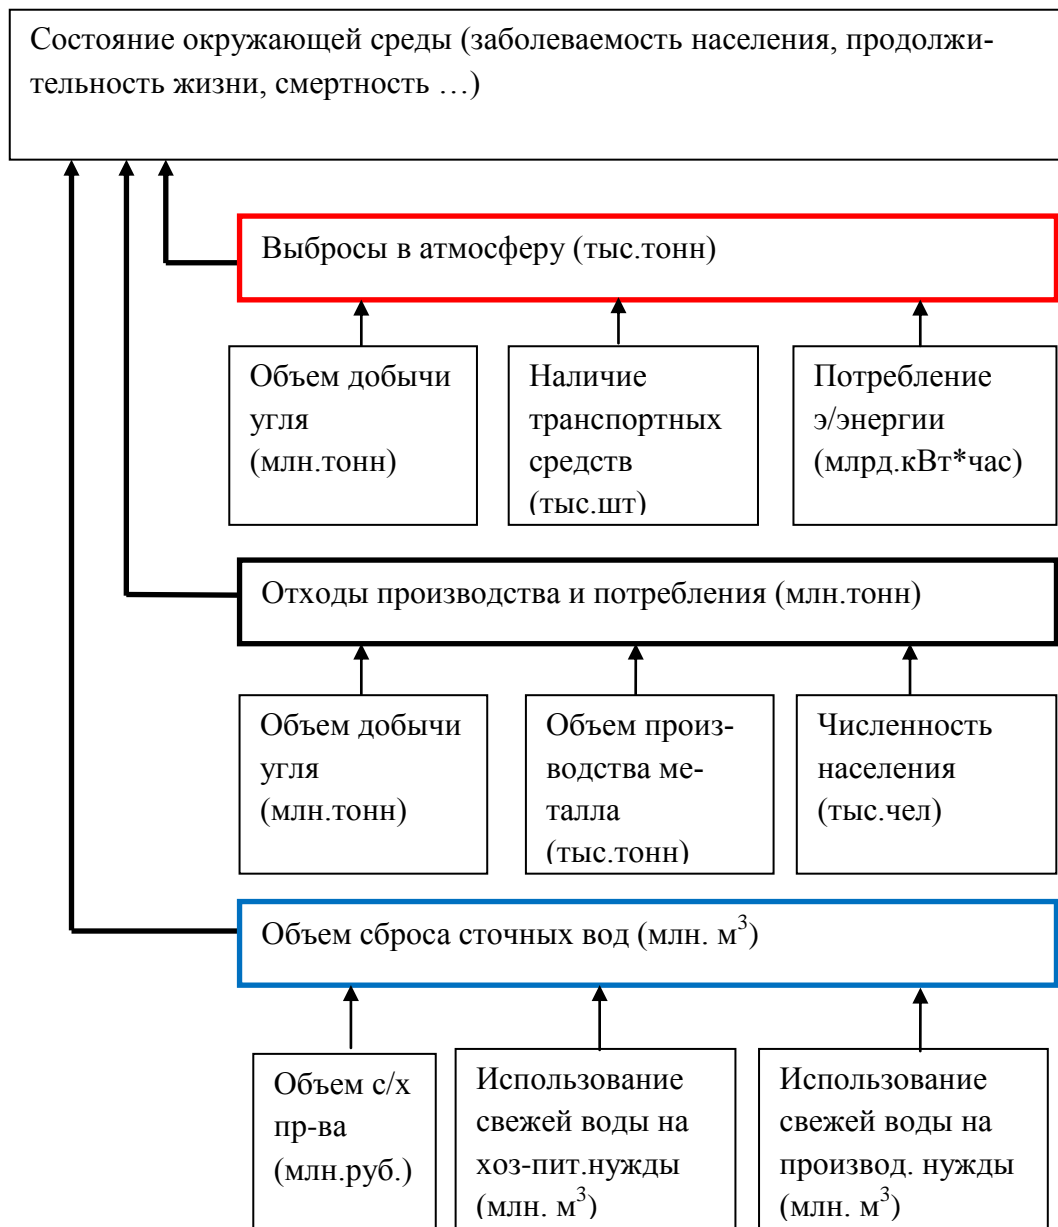 Состояние окружающей среды (заболеваемость населения, продолжи-
тельность жизни, смертность …)
Выбросы в атмосферу (тыс.тонн)
Объем добычи
угля
(млн.тонн)
Наличие
транспортных
средств
(тыс.шт)
Потребление
э/энергии
(млрд.кВт*час)
Отходы производства и потребления (млн.тонн)
Объем добычи
угля
(млн.тонн)
Объем произ-
водства ме-
талла
(тыс.тонн)
Численность
населения
(тыс.чел)
Объем сброса сточных вод (млн. м³)
Объем с/х
пр-ва
(млн.руб.)
Использование
свежей воды на
хоз-пит.нужды
(млн. м³)
Использование
свежей воды на
производ. нужды
(млн. м³)